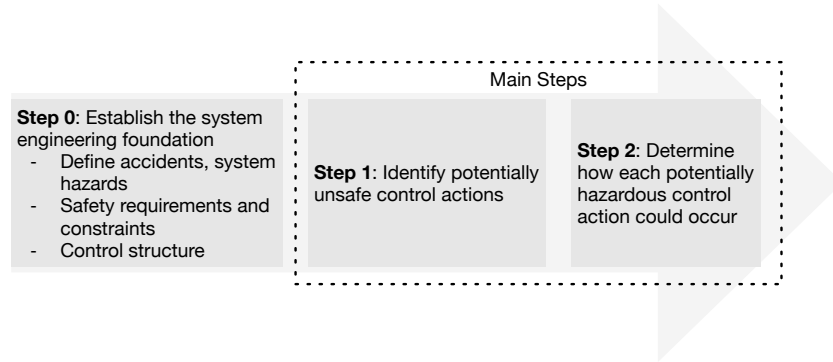 Main Steps
Step 0: Establish the system
engineering foundation
- Define accidents, system
hazards
- Safety requirements and
constraints
- Control structure
Step 1: Identify potentially
unsafe control actions
Step 2: Determine
how each potentially
hazardous control
action could occur